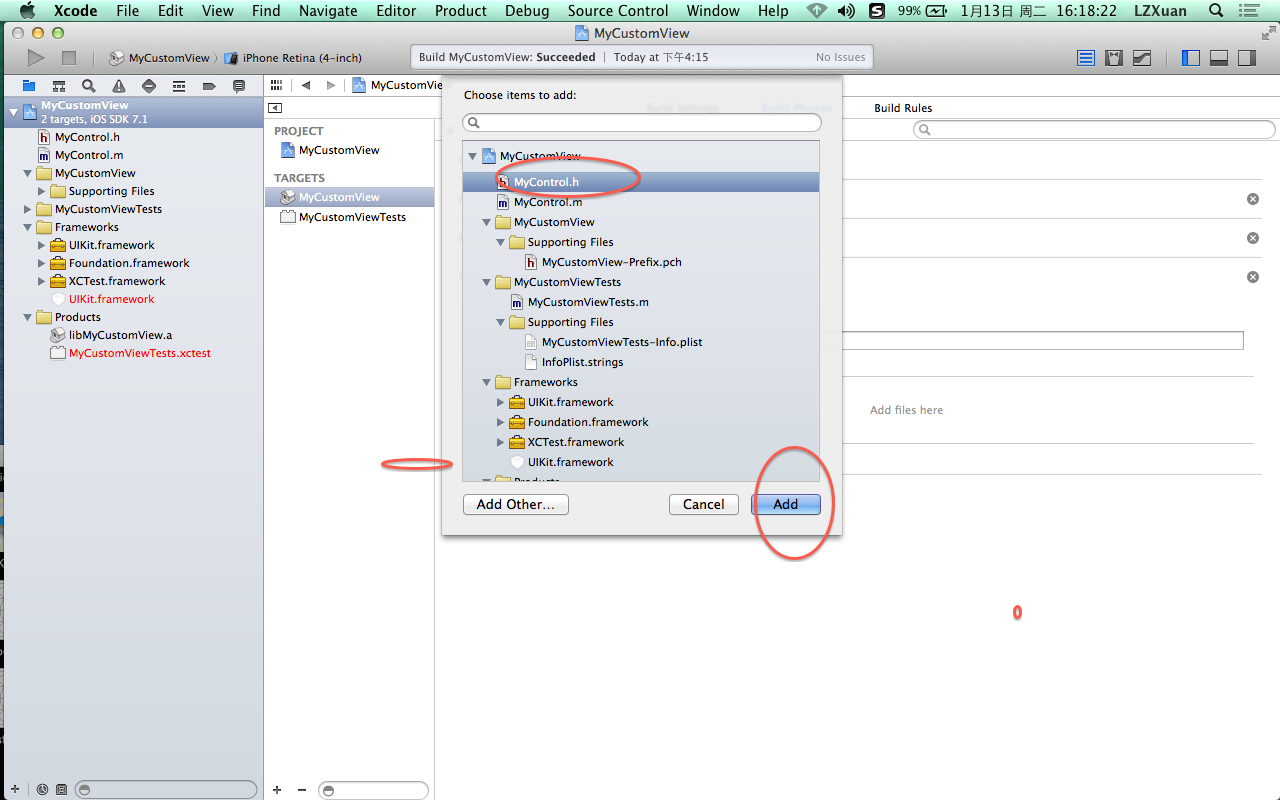 Xcode File Edit View Find Navigate Editor Product Debug Source Control Window Help 99% 1月13日 周二 16:18:22 LZXuan
MyCustomView
MyCustomView iPhone Retina (4-inch)
Build MyCustomView: Succeeded | Today at 下午4:15 No Issues
MyCustomView
2 targets, iOS SDK 7.1
MyControl.h
MyControl.m
MyCustomView
Supporting Files
MyCustomViewTests
Frameworks
UIKit.framework
Foundation.framework
XCTest.framework
UIKit.framework
Products
libMyCustomView.a
MyCustomViewTests.xctest
PROJECT
MyCustomView
TARGETS
MyCustomView
MyCustomViewTests
Choose items to add:
Build Settings Build Phases Build Rules
MyCustomView
MyControl.h
MyControl.m
MyCustomView
Supporting Files
MyCustomView-Prefix.pch
MyCustomViewTests
MyCustomViewTests.m
Supporting Files
MyCustomViewTests-Info.plist
InfoPlist.strings
Frameworks
UIKit.framework
Foundation.framework
XCTest.framework
UIKit.framework
Products
Add Other... Cancel Add
Add files here